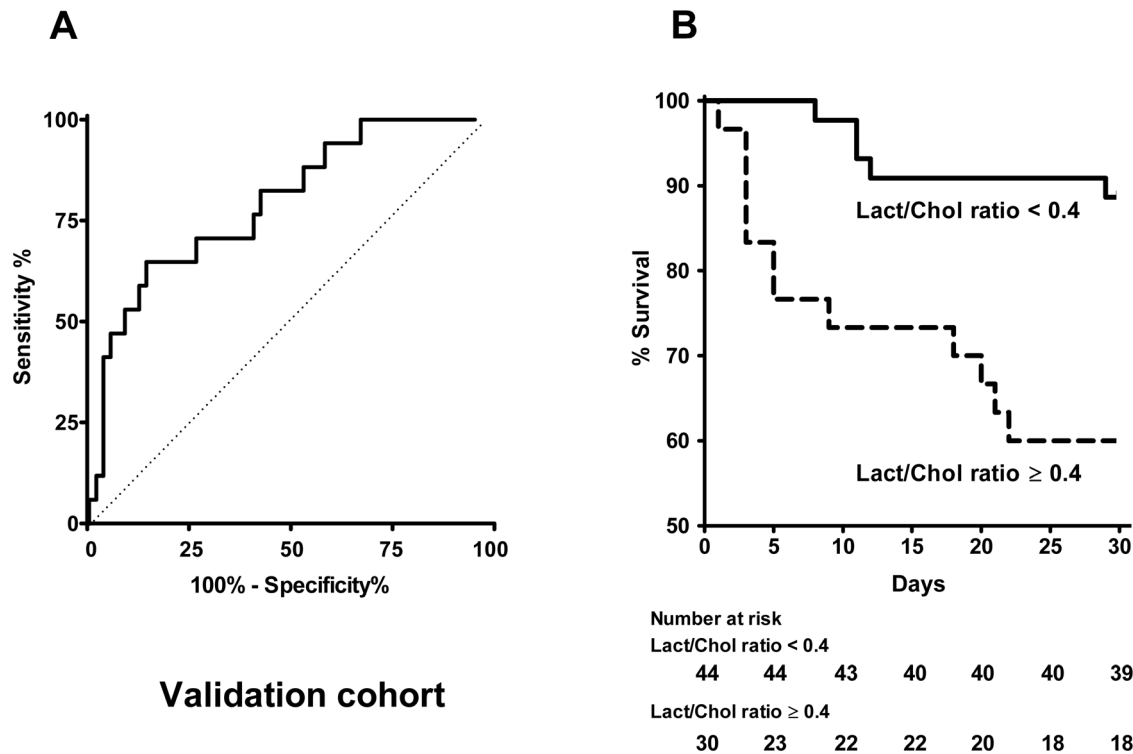 A
100
75
50
25
0
Sensitivity %
0 25 50 75 100
100% - Specificity%
Validation cohort
B
100
90
80
70
60
50
% Survival
Lact/Chol ratio < 0.4
Lact/Chol ratio ≥ 0.4
0 5 10 15 20 25 30
Days
Number at risk
Lact/Chol ratio < 0.4
44 44 43 40 40 40 39
Lact/Chol ratio ≥ 0.4
30 23 22 22 20 18 18